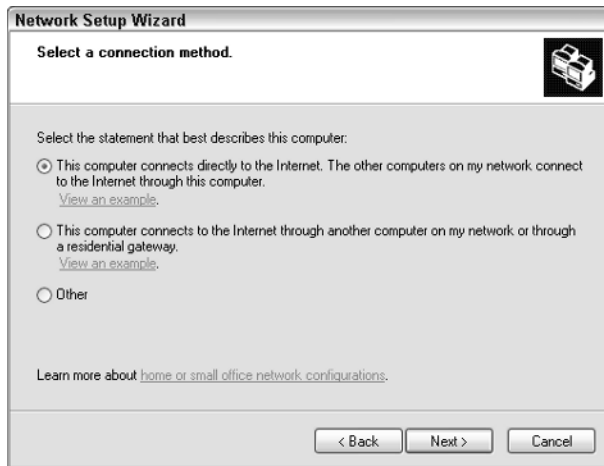 Network Setup Wizard
Select a connection method.
Select the statement that best describes this computer:
This computer connects directly to the Internet. The other computers on my network connect
to the Internet through this computer.
View an example.
This computer connects to the Internet through another computer on my network or through
a residential gateway.
View an example.
Other
Learn more about home or small office network configurations.
< Back
Next >
Cancel